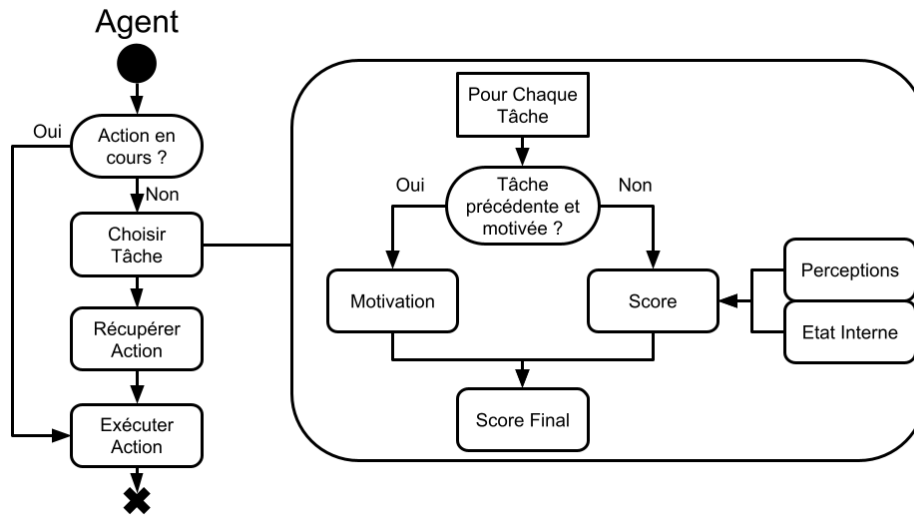 Agent
Oui
Action en
cours ?
Non
Choisir
Tâche
Récupérer
Action
Exécuter
Action
Pour Chaque
Tâche
Oui
Tâche
précédente et
motivée ?
Non
Motivation
Score
Perceptions
Etat Interne
Score Final